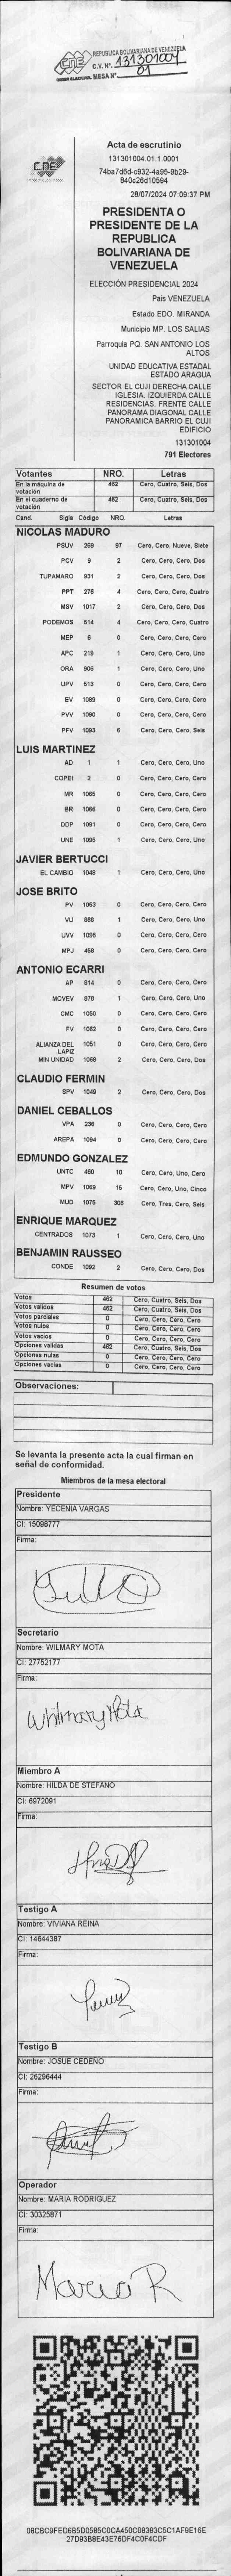 CNE
REPUBLICA BOLIVARIANA DE VENEZUELA
C.V. Nº. 131301004
MESA Nº 01
CNE
Acta de escrutinio
131301004.01.1.0001
74ba7d6d-c932-4a95-9b29-
840c26d10594
28/07/2024 07:09:37 PM
PRESIDENTA O
PRESIDENTE DE LA
REPUBLICA
BOLIVARIANA DE
VENEZUELA
ELECCIÓN PRESIDENCIAL 2024
Pais VENEZUELA
Estado EDO. MIRANDA
Municipio MP. LOS SALIAS
Parroquia PQ. SAN ANTONIO LOS
ALTOS
UNIDAD EDUCATIVA ESTADAL
ESTADO ARAGUA
SECTOR EL CUJI DERECHA CALLE
IGLESIA. IZQUIERDA CALLE
RESIDENCIAS. FRENTE CALLE
PANORAMA DIAGONAL CALLE
PANORAMICA BARRIO EL CUJI
EDIFICIO
131301004
791 Electores
Votantes NRO. Letras
En la máquina de votación 462 Cero, Cuatro, Seis, Dos
En el cuaderno de votación 462 Cero, Cuatro, Seis, Dos
Cand. Sigla Código NRO. Letras
NICOLAS MADURO
PSUV 269 97 Cero, Cero, Nueve, Siete
PCV 9 2 Cero, Cero, Cero, Dos
TUPAMARO 931 2 Cero, Cero, Cero, Dos
PPT 276 4 Cero, Cero, Cero, Cuatro
MSV 1017 2 Cero, Cero, Cero, Dos
PODEMOS 614 4 Cero, Cero, Cero, Cuatro
MEP 6 0 Cero, Cero, Cero, Cero
APC 219 1 Cero, Cero, Cero, Uno
ORA 906 1 Cero, Cero, Cero, Uno
UPV 513 0 Cero, Cero, Cero, Cero
EV 1089 0 Cero, Cero, Cero, Cero
PVV 1090 0 Cero, Cero, Cero, Cero
PFV 1093 6 Cero, Cero, Cero, Seis
LUIS MARTINEZ
AD 1 1 Cero, Cero, Cero, Uno
COPEI 2 0 Cero, Cero, Cero, Cero
MR 1065 0 Cero, Cero, Cero, Cero
BR 1066 0 Cero, Cero, Cero, Cero
DDP 1091 0 Cero, Cero, Cero, Cero
UNE 1095 1 Cero, Cero, Cero, Uno
JAVIER BERTUCCI
EL CAMBIO 1048 1 Cero, Cero, Cero, Uno
JOSE BRITO
PV 1053 0 Cero, Cero, Cero, Cero
VU 868 1 Cero, Cero, Cero, Uno
UVV 1096 0 Cero, Cero, Cero, Cero
MPJ 459 0 Cero, Cero, Cero, Cero
ANTONIO ECARRI
AP 814 0 Cero, Cero, Cero, Cero
MOVEV 878 1 Cero, Cero, Cero, Uno
CMC 1050 0 Cero, Cero, Cero, Cero
FV 1062 0 Cero, Cero, Cero, Cero
ALIANZA DEL LAPIZ 1051 0 Cero, Cero, Cero, Cero
MIN UNIDAD 1088 2 Cero, Cero, Cero, Dos
CLAUDIO FERMIN
SPV 1049 2 Cero, Cero, Cero, Dos
DANIEL CEBALLOS
VPA 236 0 Cero, Cero, Cero, Cero
AREPA 1094 0 Cero, Cero, Cero, Cero
EDMUNDO GONZALEZ
UNTC 450 10 Cero, Cero, Uno, Cero
MPV 1069 15 Cero, Cero, Uno, Cinco
MUD 1075 306 Cero, Tres, Cero, Seis
ENRIQUE MARQUEZ
CENTRADOS 1073 1 Cero, Cero, Cero, Uno
BENJAMIN RAUSSEO
CONDE 1092 2 Cero, Cero, Cero, Dos
Resumen de votos
Votos 462 Cero, Cuatro, Seis, Dos
Votos validos 462 Cero, Cuatro, Seis, Dos
Votos parciales 0 Cero, Cero, Cero, Cero
Votos nulos 0 Cero, Cero, Cero, Cero
Votos vacios 0 Cero, Cero, Cero, Cero
Opciones validas 462 Cero, Cuatro, Seis, Dos
Opciones nulas 0 Cero, Cero, Cero, Cero
Opciones vacias 0 Cero, Cero, Cero, Cero
Observaciones:
Se levanta la presente acta la cual firman en
señal de conformidad.
Miembros de la mesa electoral
Presidente
Nombre: YECENIA VARGAS
CI: 15098777
Firma:
Secretario
Nombre: WILMARY MOTA
CI: 27752177
Firma:
Whilmary Mota
Miembro A
Nombre: HILDA DE STEFANO
CI: 6972091
Firma:
Testigo A
Nombre: VIVIANA REINA
CI: 14644387
Firma:
Testigo B
Nombre: JOSUE CEDEÑO
CI: 26296444
Firma:
Operador
Nombre: MARIA RODRIGUEZ
CI: 30325871
Firma:
Maria R
08CBC9FED6B5D0585C0CA450C08383C5C1AF9E16E
27D93B8E43E76DF4C0F4CDF